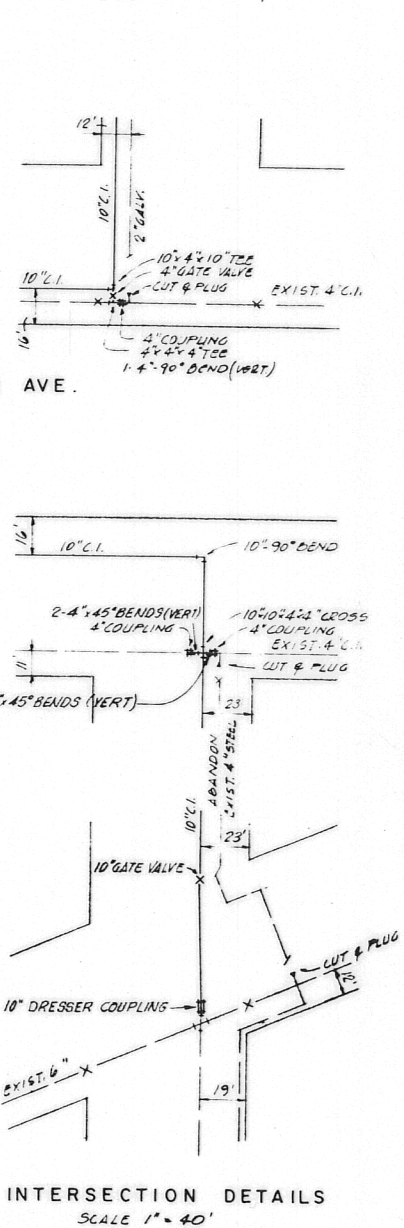 12'
10"C.I.
2" GALV.
10"x4"x10" TEE
4" GATE VALVE
CUT & PLUG
10"C.I.
EXIST. 4" C.I.
16'
4" COUPLING
4"x4"x4" TEE
1-4"-90° BEND (VERT)
AVE.
16'
10"C.I.
10"-90° BEND
2-4"x45° BENDS (VERT)
4" COUPLING
10"x10"x4"x4" CROSS
4" COUPLING
EXIST. 4" C.I.
CUT & PLUG
11'
x45° BENDS (VERT)
23
ABANDON
EXIST. 4" STEEL
10"C.I.
23'
10" GATE VALVE
CUT & PLUG
10" DRESSER COUPLING
EXIST. 6"
19'
INTERSECTION DETAILS
SCALE 1" = 40'